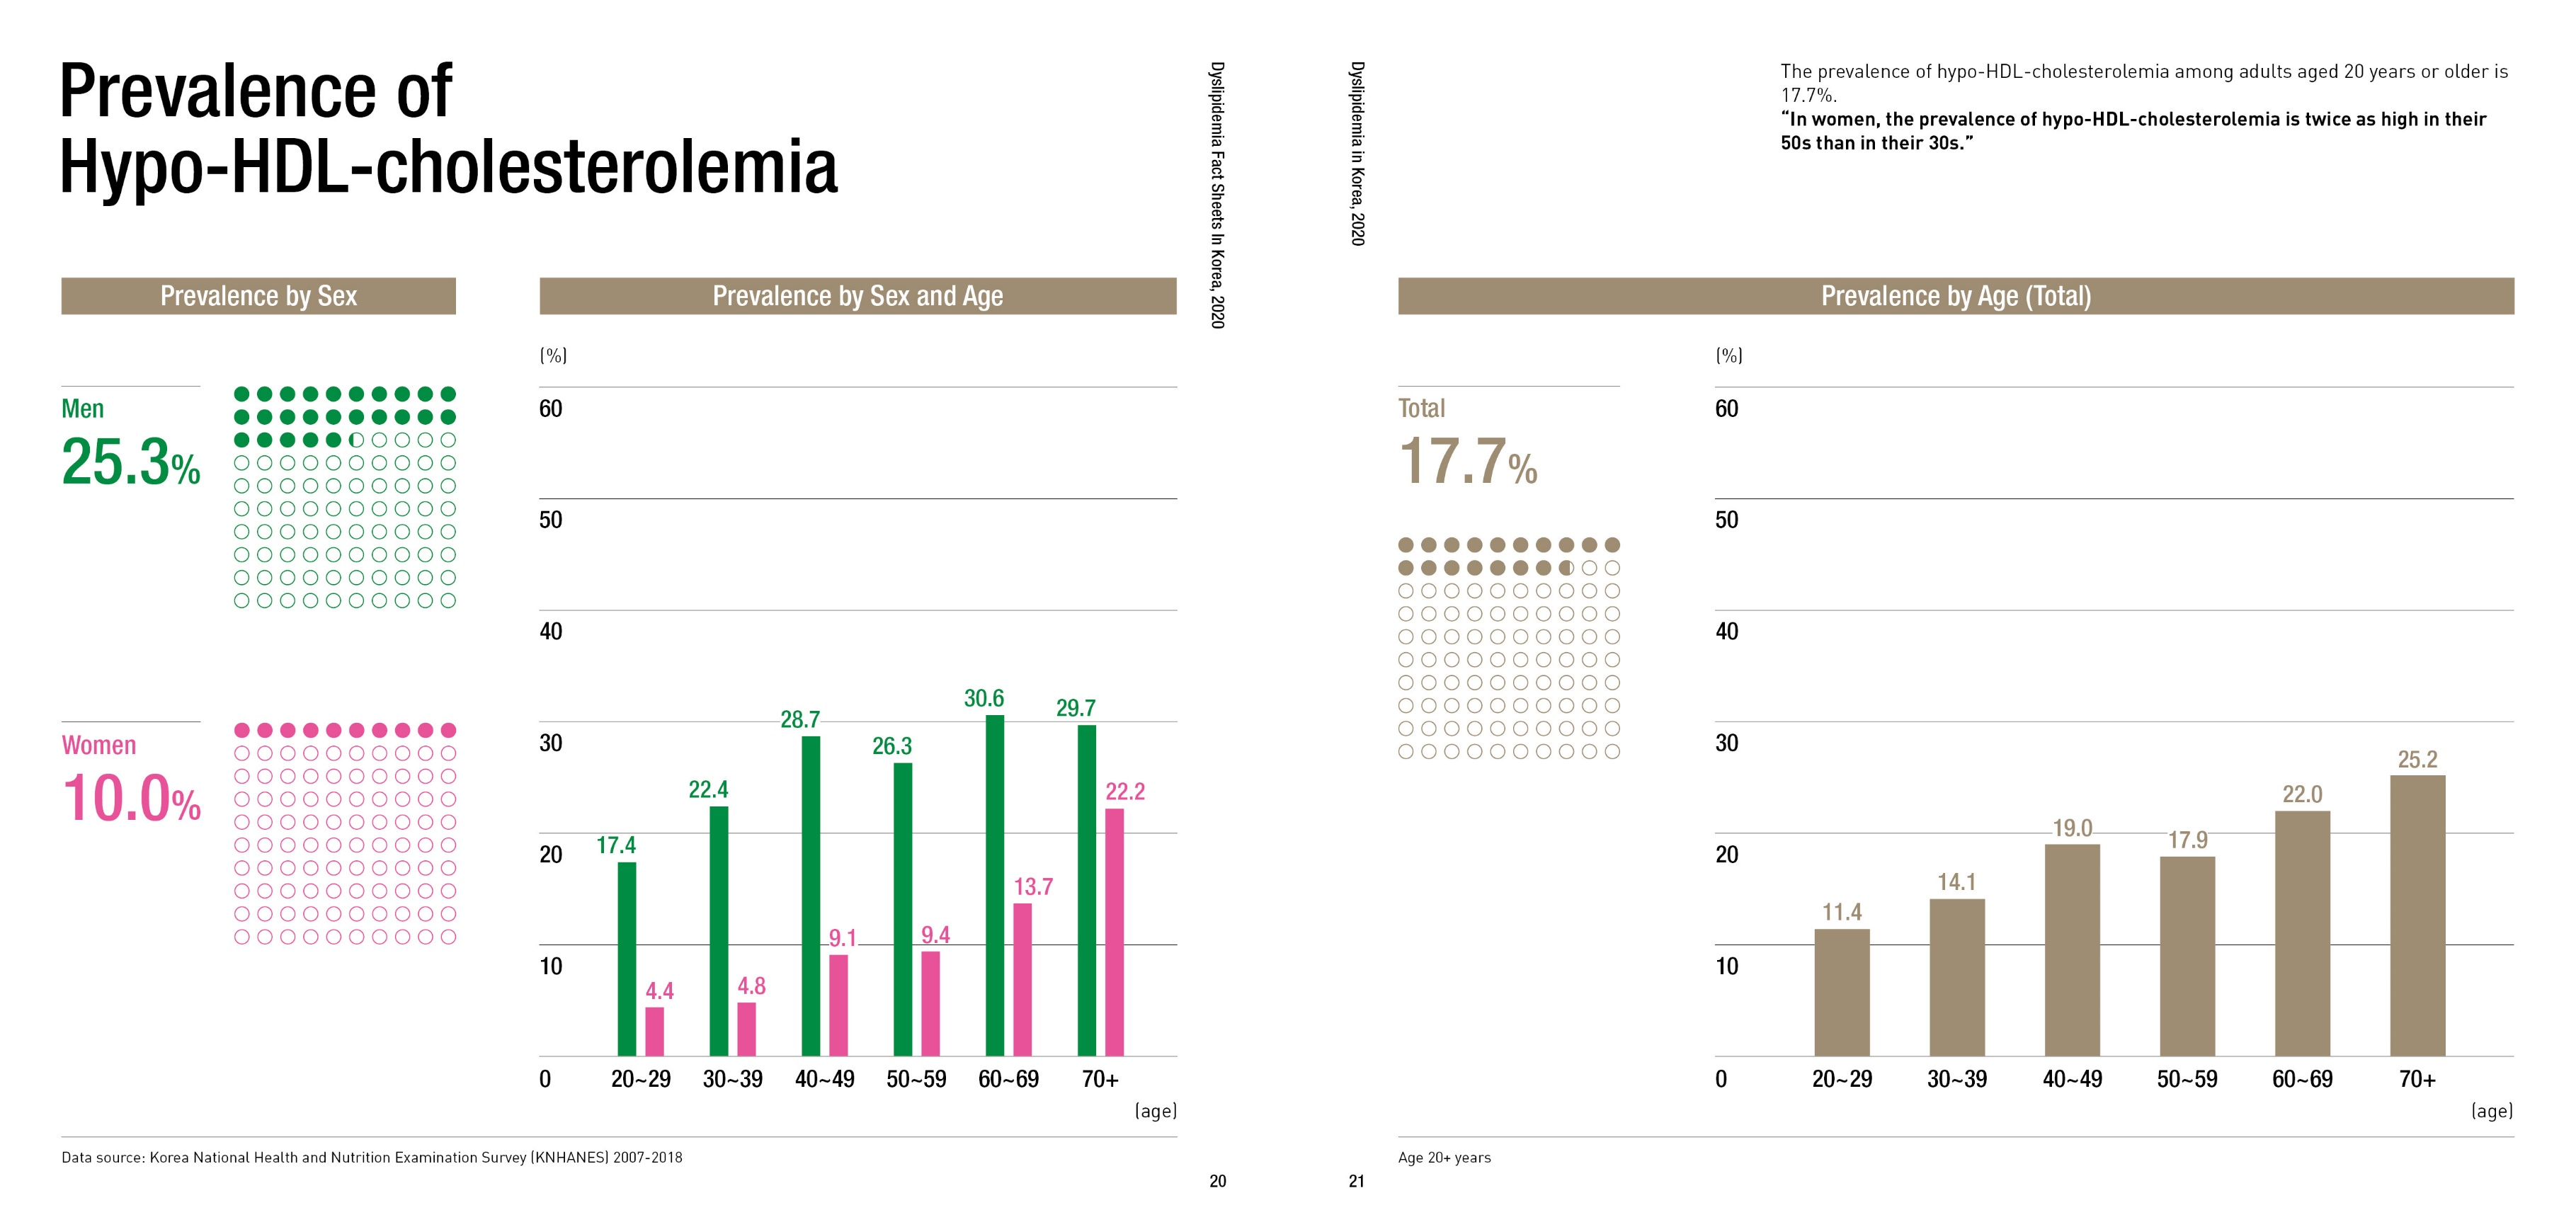 Prevalence of
Hypo-HDL-cholesterolemia
Dyslipidemia Fact Sheets In Korea, 2020
Prevalence by Sex
Men
25.3%
Women
10.0%
Prevalence by Sex and Age
(%)
60
50
40
30
20
10
17.4
4.4
22.4
4.8
28.7
9.1
26.3
9.4
30.6
13.7
29.7
22.2
0 20~29 30~39 40~49 50~59 60~69 70+
(age)
Data source: Korea National Health and Nutrition Examination Survey (KNHANES) 2007-2018
20
Dyslipidemia in Korea, 2020
The prevalence of hypo-HDL-cholesterolemia among adults aged 20 years or older is
17.7%.
“In women, the prevalence of hypo-HDL-cholesterolemia is twice as high in their
50s than in their 30s.”
Prevalence by Age (Total)
Total
17.7%
(%)
60
50
40
30
20
10
11.4
14.1
19.0
17.9
22.0
25.2
0 20~29 30~39 40~49 50~59 60~69 70+
(age)
Age 20+ years
21